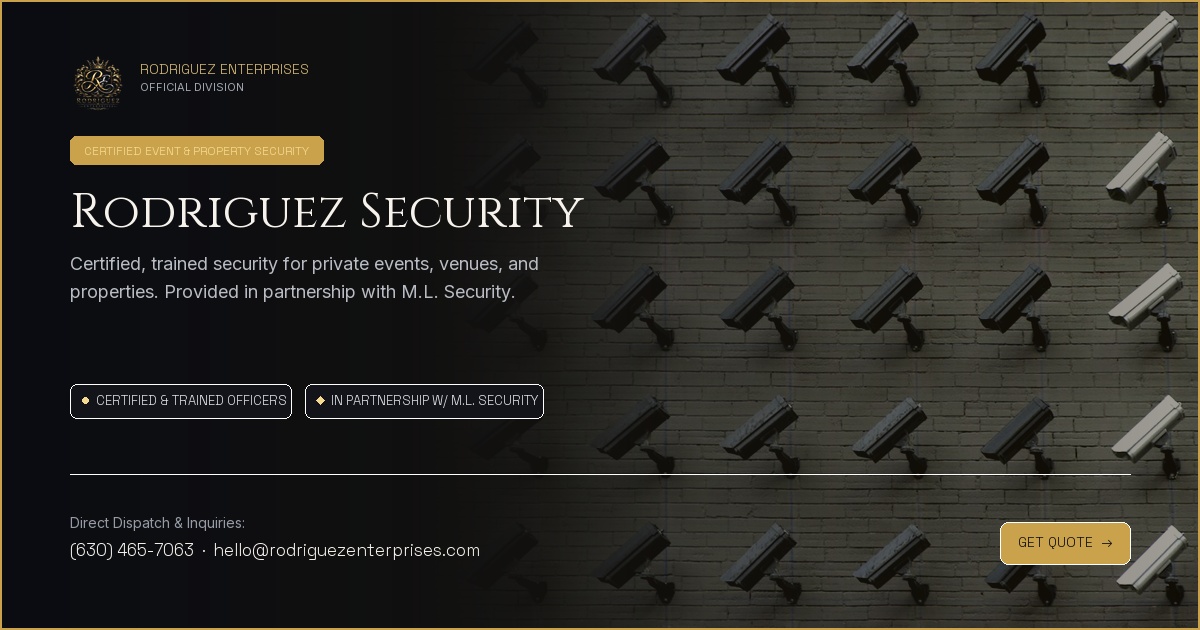 RODRIGUEZ
RODRIGUEZ ENTERPRISES
OFFICIAL DIVISION
CERTIFIED EVENT & PROPERTY SECURITY
RODRIGUEZ SECURITY
Certified, trained security for private events, venues, and
properties. Provided in partnership with M.L. Security.
CERTIFIED & TRAINED OFFICERS
IN PARTNERSHIP W/ M.L. SECURITY
Direct Dispatch & Inquiries:
(630) 465-7063 · hello@rodriguezenterprises.com
GET QUOTE →